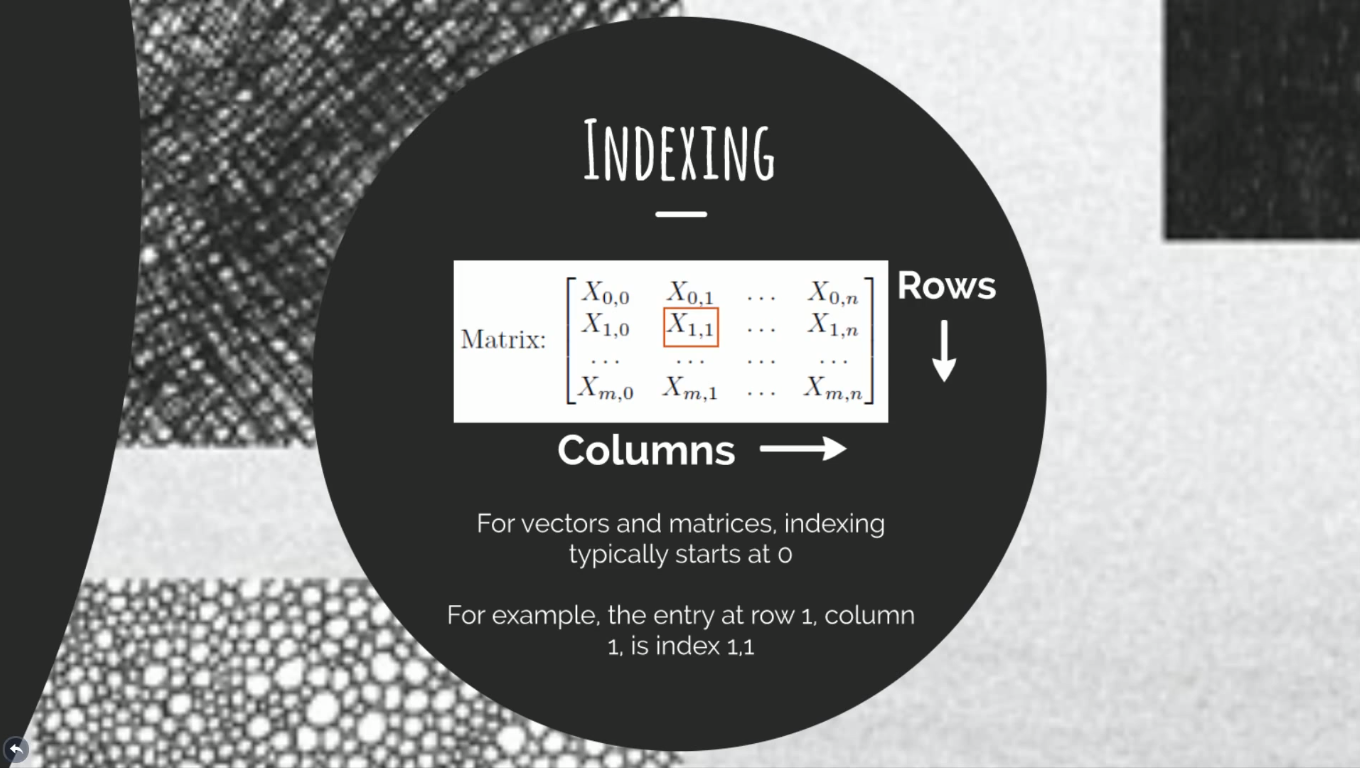 INDEXING
Matrix:
X0,0 X0,1 ... X0,n
X1,0 X1,1 ... X1,n
... ... ... ...
Xm,0 Xm,1 ... Xm,n
Rows
Columns
For vectors and matrices, indexing
typically starts at 0
For example, the entry at row 1, column
1, is index 1,1